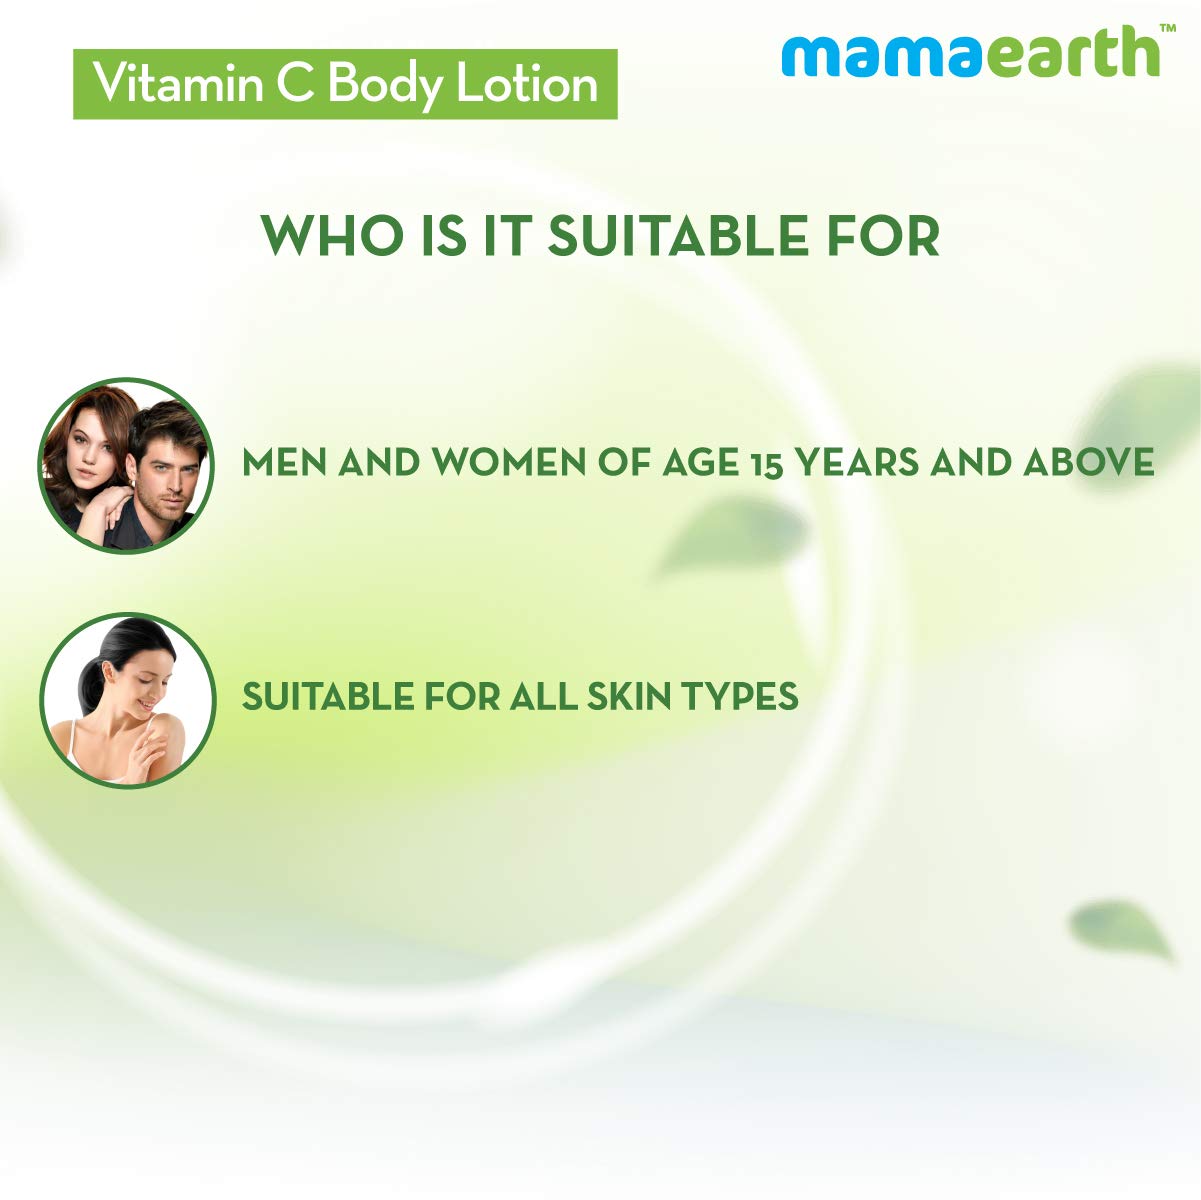 Vitamin C Body Lotion
mamaearth™
WHO IS IT SUITABLE FOR
MEN AND WOMEN OF AGE 15 YEARS AND ABOVE
SUITABLE FOR ALL SKIN TYPES